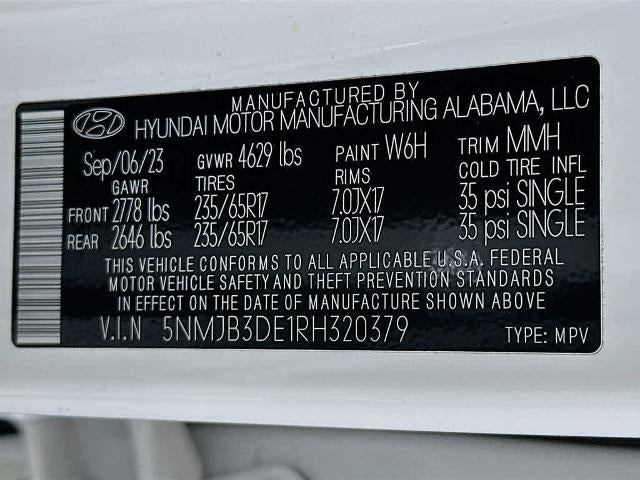 MANUFACTURED BY
HYUNDAI MOTOR MANUFACTURING ALABAMA, LLC
Sep/06/23 GVWR 4629 lbs PAINT W6H TRIM MMH
GAWR TIRES RIMS COLD TIRE INFL
FRONT 2778 lbs 235/65R17 7.0JX17 35 psi SINGLE
REAR 2646 lbs 235/65R17 7.0JX17 35 psi SINGLE
THIS VEHICLE CONFORMS TO ALL APPLICABLE U.S.A. FEDERAL
MOTOR VEHICLE SAFETY AND THEFT PREVENTION STANDARDS
IN EFFECT ON THE DATE OF MANUFACTURE SHOWN ABOVE
V.I.N 5NMJB3DE1RH320379 TYPE: MPV